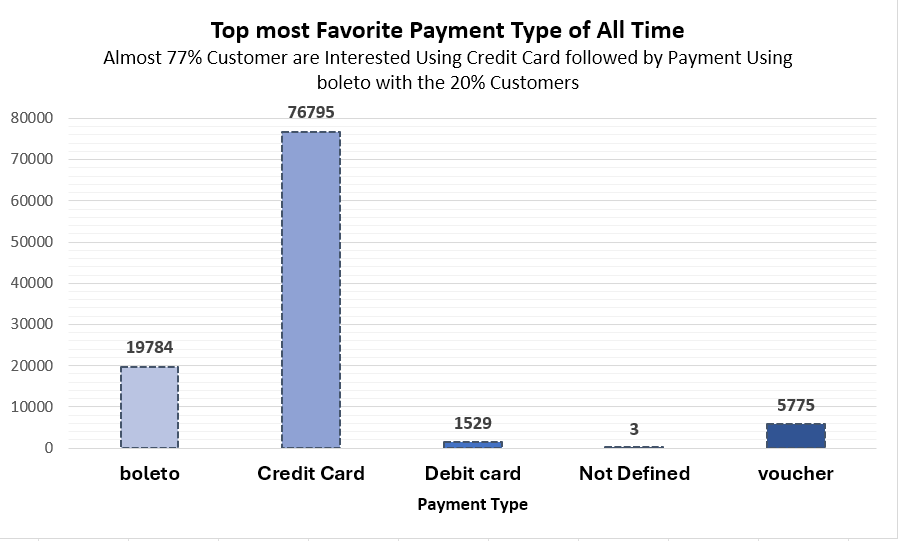 Top most Favorite Payment Type of All Time
Almost 77% Customer are Interested Using Credit Card followed by Payment Using
boleto with the 20% Customers
80000
70000
60000
50000
40000
30000
20000
10000
0
19784
76795
1529
3
5775
boleto
Credit Card
Debit card
Not Defined
voucher
Payment Type